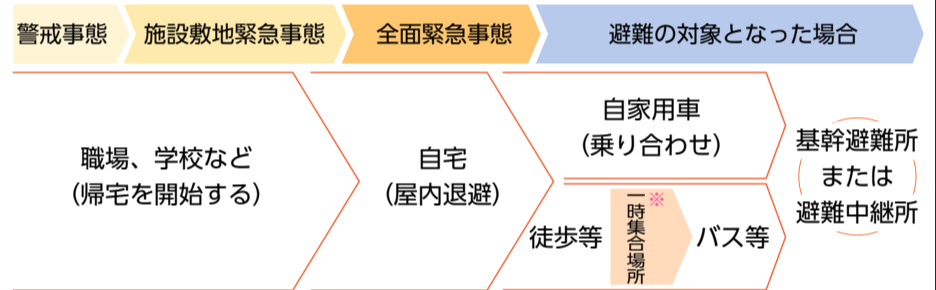 警戒事態
施設敷地緊急事態
全面緊急事態
避難の対象となった場合
職場、学校など
(帰宅を開始する)
自宅
(屋内退避)
自家用車
(乗り合わせ)
徒歩等
一時集合場所※
バス等
基幹避難所
または
避難中継所